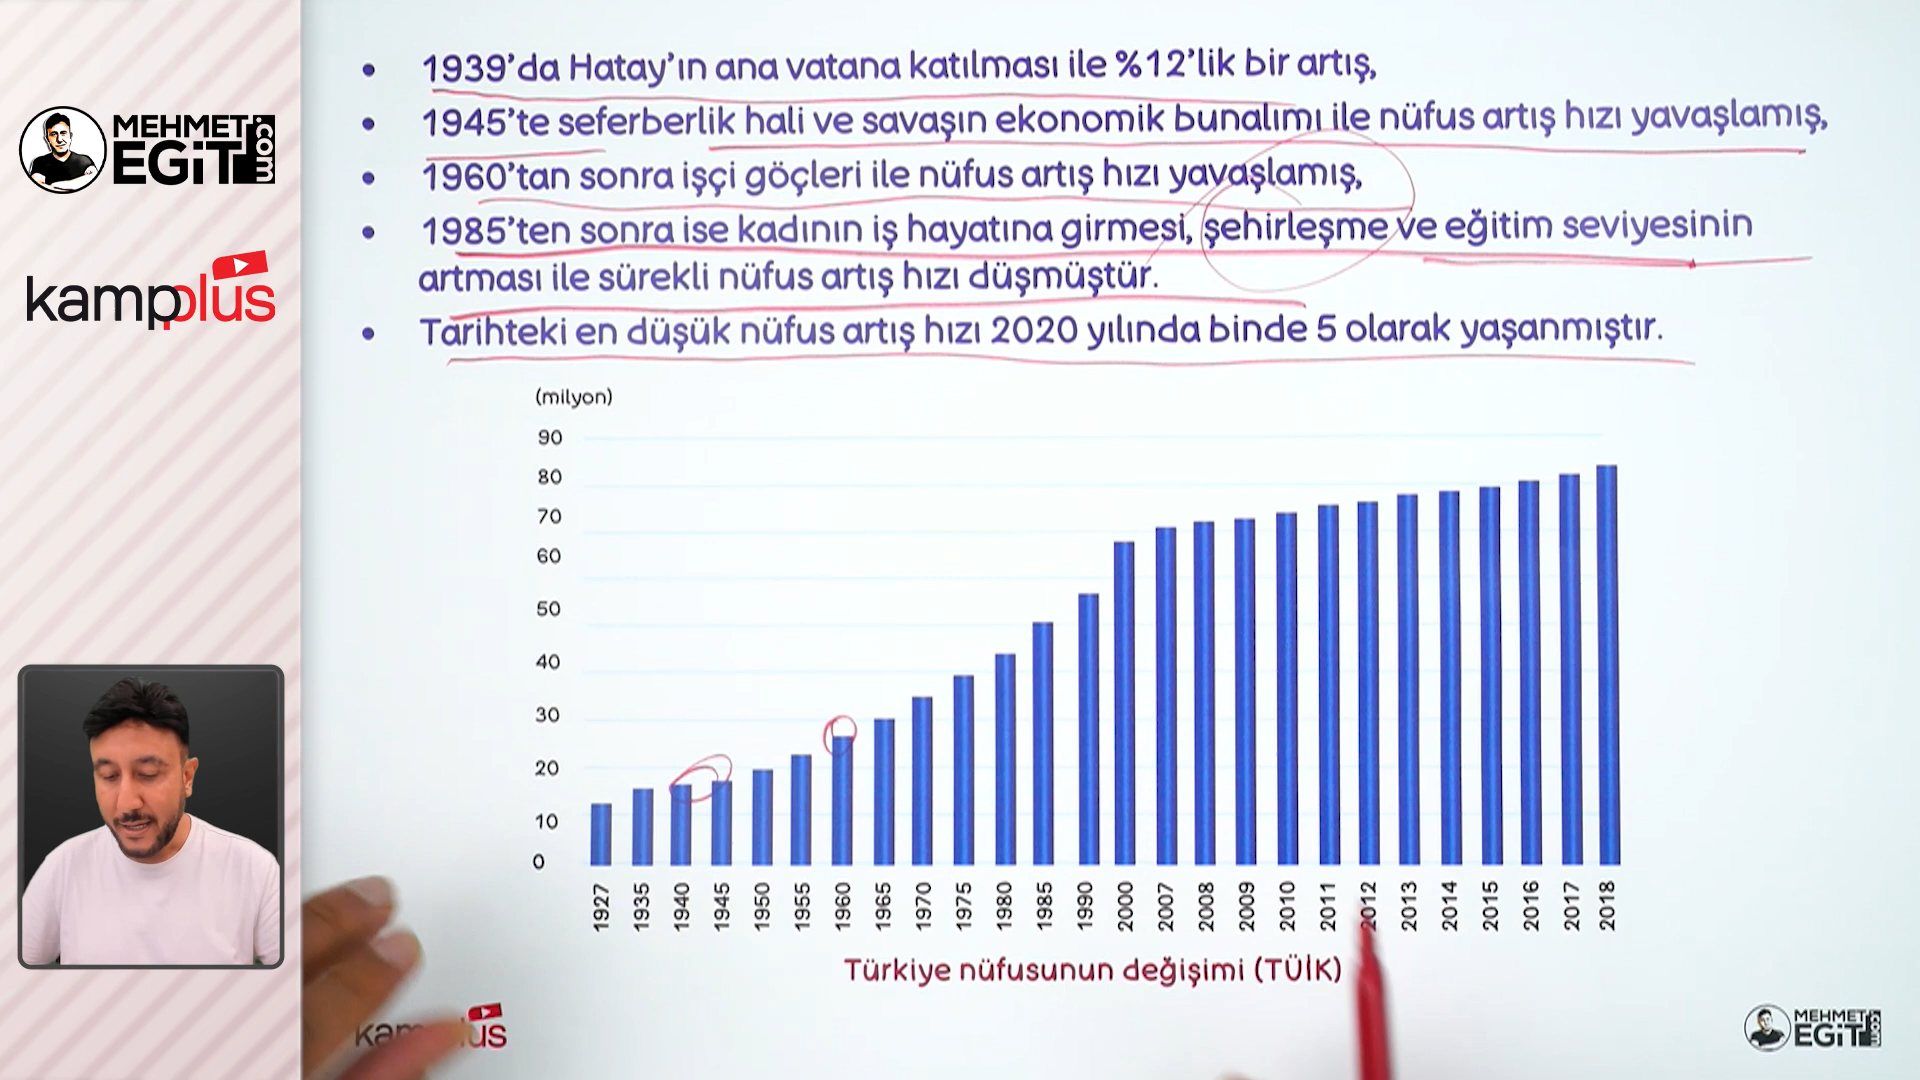 • 1939'da Hatay'ın ana vatana katılması ile %12'lik bir artış,
• 1945'te seferberlik hali ve savaşın ekonomik bunalımı ile nüfus artış hızı yavaşlamış,
• 1960'tan sonra işçi göçleri ile nüfus artış hızı yavaşlamış,
• 1985'ten sonra ise kadının iş hayatına girmesi, şehirleşme ve eğitim seviyesinin
artması ile sürekli nüfus artış hızı düşmüştür.
• Tarihteki en düşük nüfus artış hızı 2020 yılında binde 5 olarak yaşanmıştır.
MEHMET
EGiT
.com
kampplus
(milyon)
90
80
70
60
50
40
30
20
10
0
1927 1935 1940 1945 1950 1955 1960 1965 1970 1975 1980 1985 1990 2000 2007 2008 2009 2010 2011 2012 2013 2014 2015 2016 2017 2018
Türkiye nüfusunun değişimi (TÜİK)
MEHMET
EGiT
.com